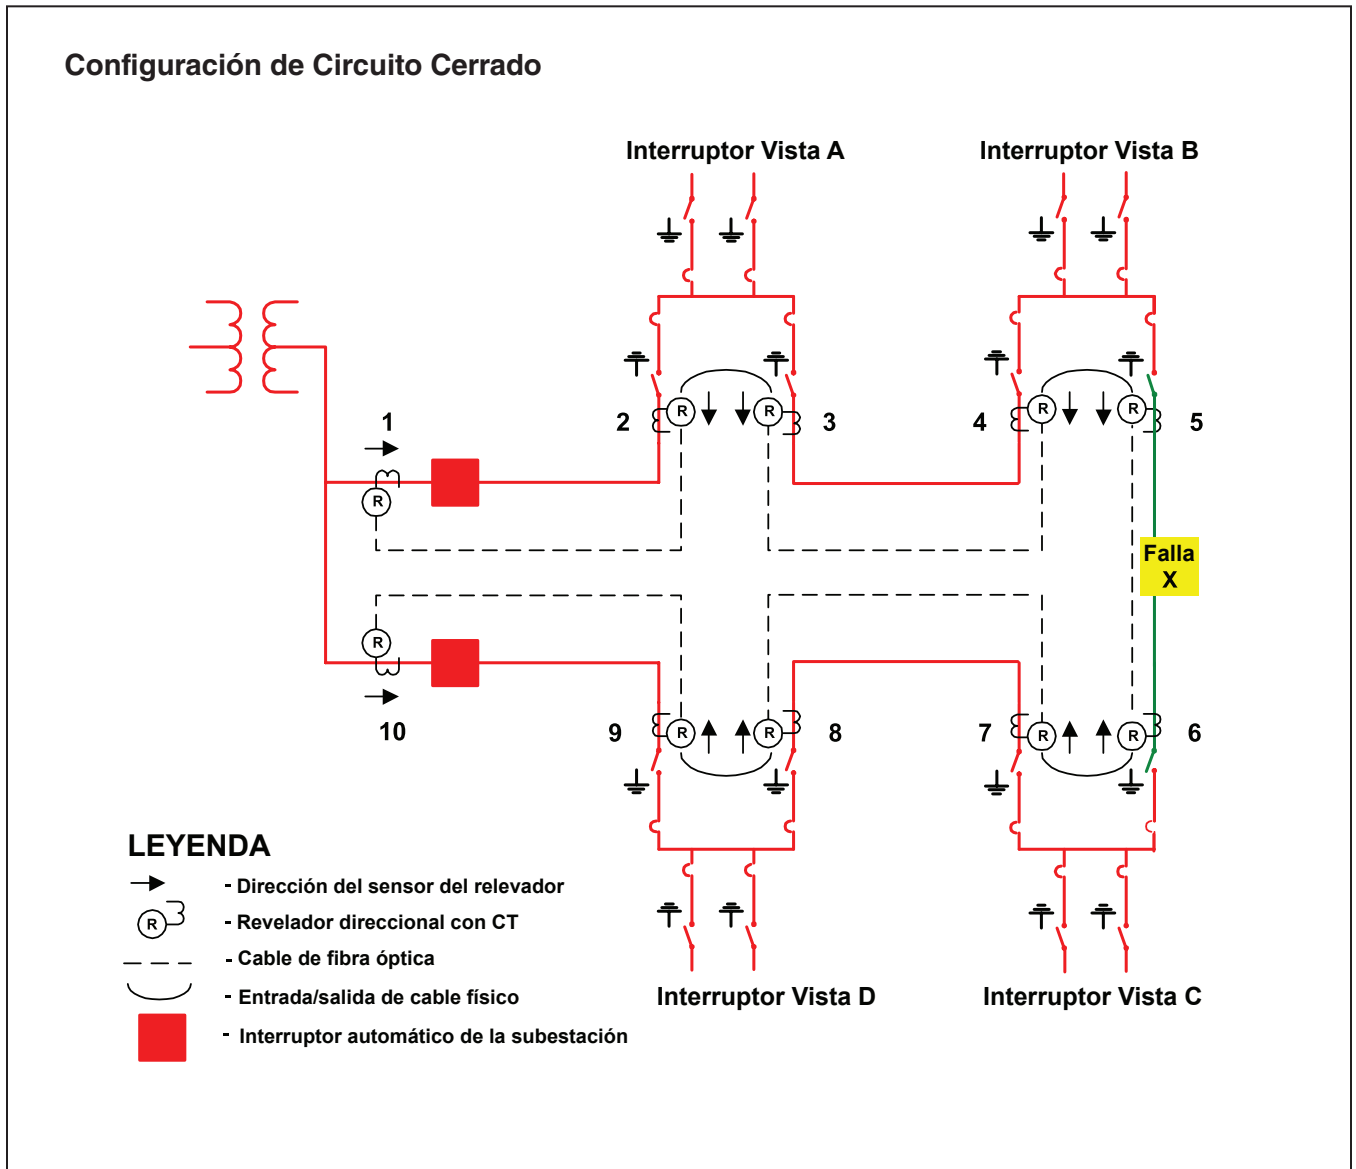 Configuración de Circuito Cerrado
Interruptor Vista A
Interruptor Vista B
1
2
R
R
3
4
R
R
5
R
Falla
X
R
10
9
R
R
8
7
R
R
6
LEYENDA
- Dirección del sensor del relevador
R
- Revelador direccional con CT
- Cable de fibra óptica
- Entrada/salida de cable físico
- Interruptor automático de la subestación
Interruptor Vista D
Interruptor Vista C